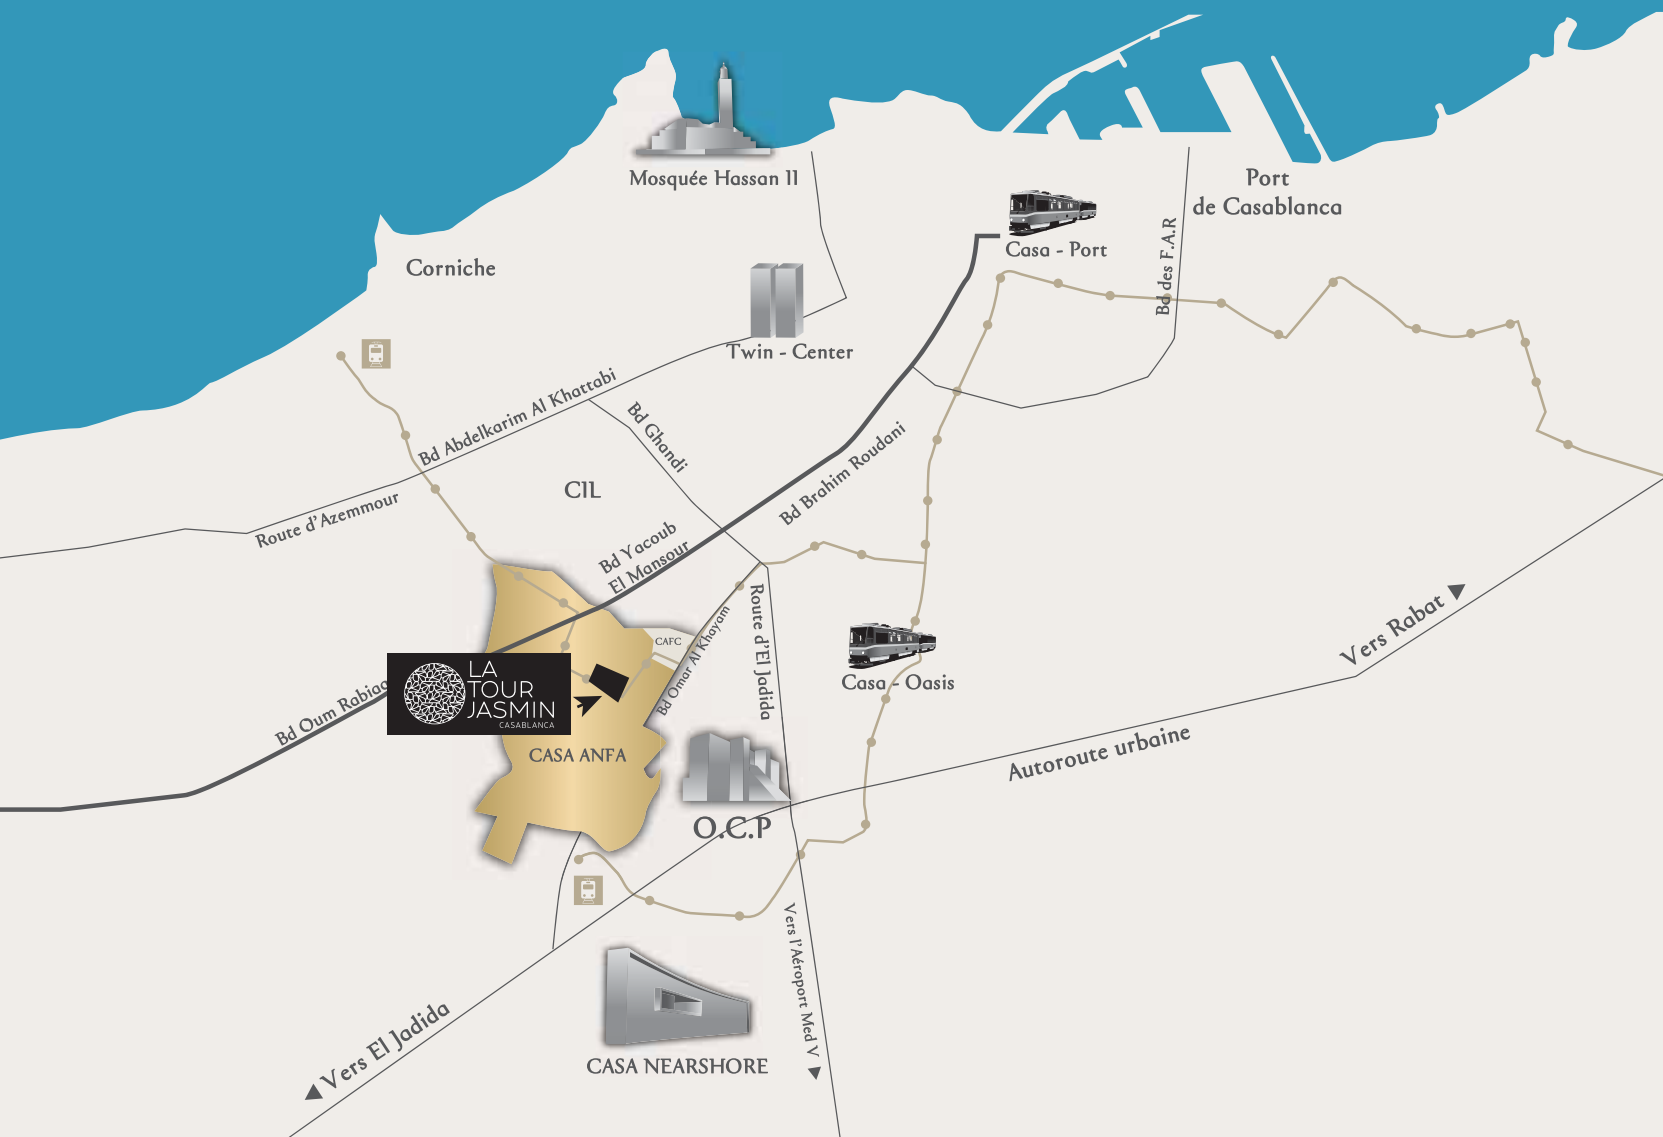 Mosquée Hassan II
Port
de Casablanca
Casa - Port
Bd des F.A.R
Corniche
Twin - Center
Bd Abdelkarim Al Khattabi
Bd Ghandi
Bd Brahim Roudani
CIL
Route d'Azemmour
Bd Yacoub
El Mansour
CAFC
Bd Omar Al Khayam
Route d'El Jadida
Vers Rabat
Casa - Oasis
Bd Oum Rabiaa
LA
TOUR
JASMIN
CASABLANCA
CASA ANFA
Autoroute urbaine
O.C.P
Vers l'Aéroport Med V
Vers El Jadida
CASA NEARSHORE